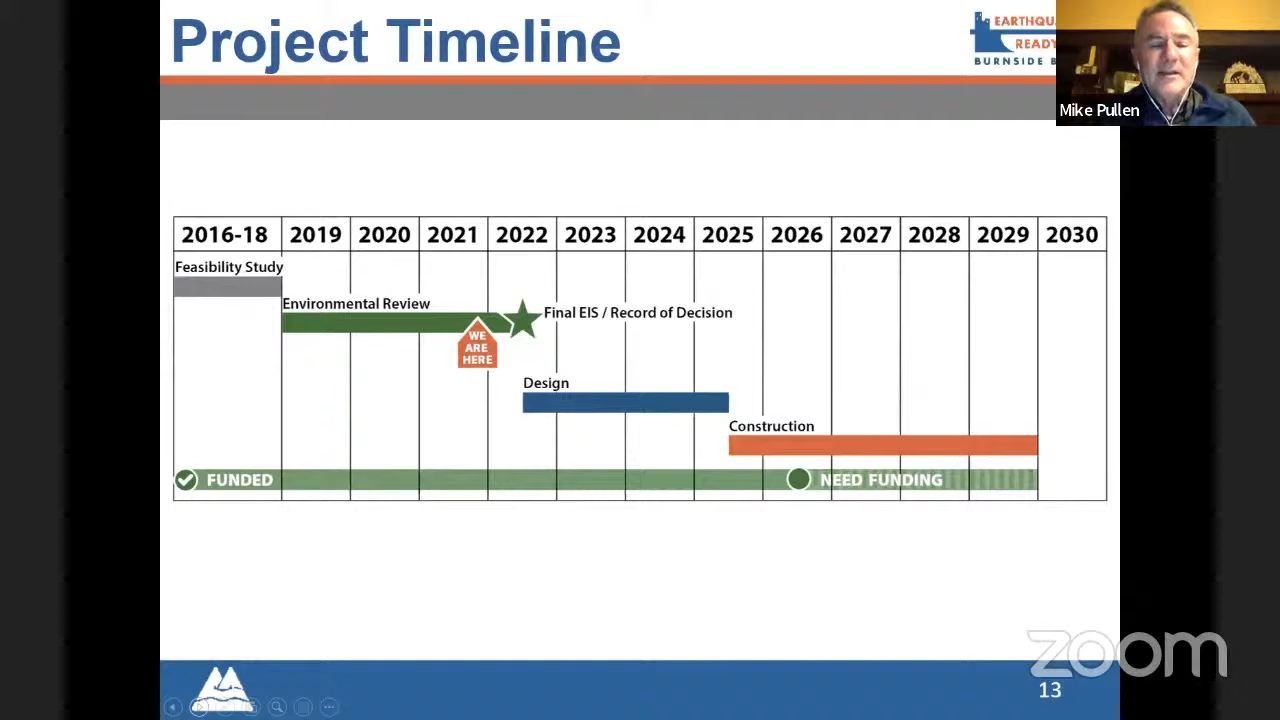 Project Timeline
EARTHQUA
READY
BURNSIDE B
Mike Pullen
2016-18 2019 2020 2021 2022 2023 2024 2025 2026 2027 2028 2029 2030
Feasibility Study
Environmental Review
Final EIS / Record of Decision
WE
ARE
HERE
Design
Construction
FUNDED
NEED FUNDING
zoom
13